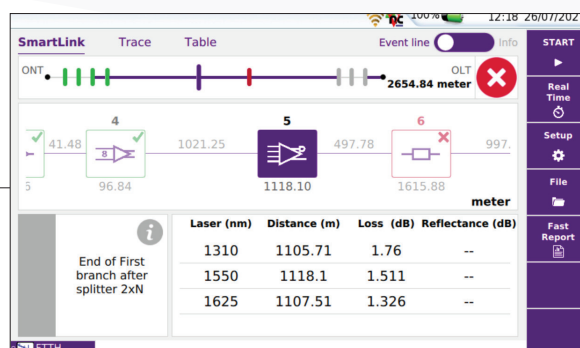 100% 12:18 26/07/202
SmartLink Trace Table Event line Info START
ONT OLT
2654.84 meter
Real
Time
4 5 6
Setup
41.48 8 1021.25 497.78 997.
96.84 1118.10 1615.88
File
meter
Fast
Report
Laser (nm) Distance (m) Loss (dB) Reflectance (dB)
1310 1105.71 1.76 --
End of First
branch after
splitter 2xN
1550 1118.1 1.511 --
1625 1107.51 1.326 --
FTTH